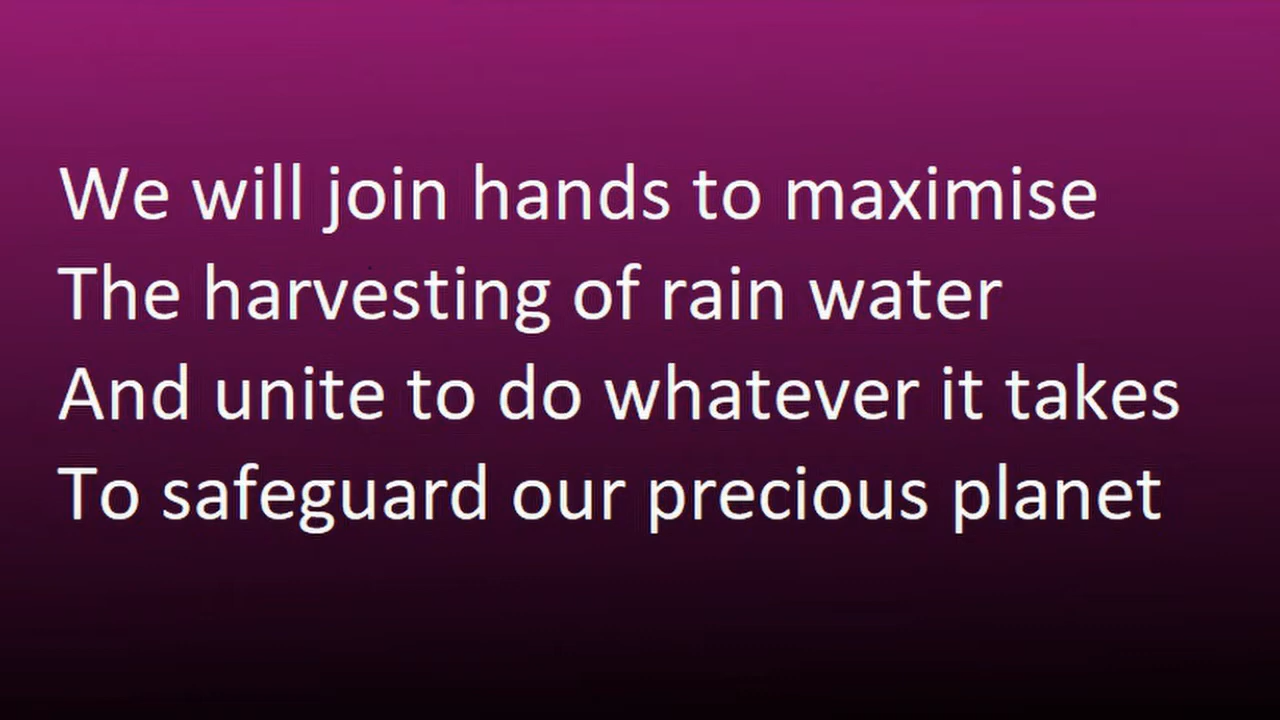 We will join hands to maximise
The harvesting of rain water
And unite to do whatever it takes
To safeguard our precious planet